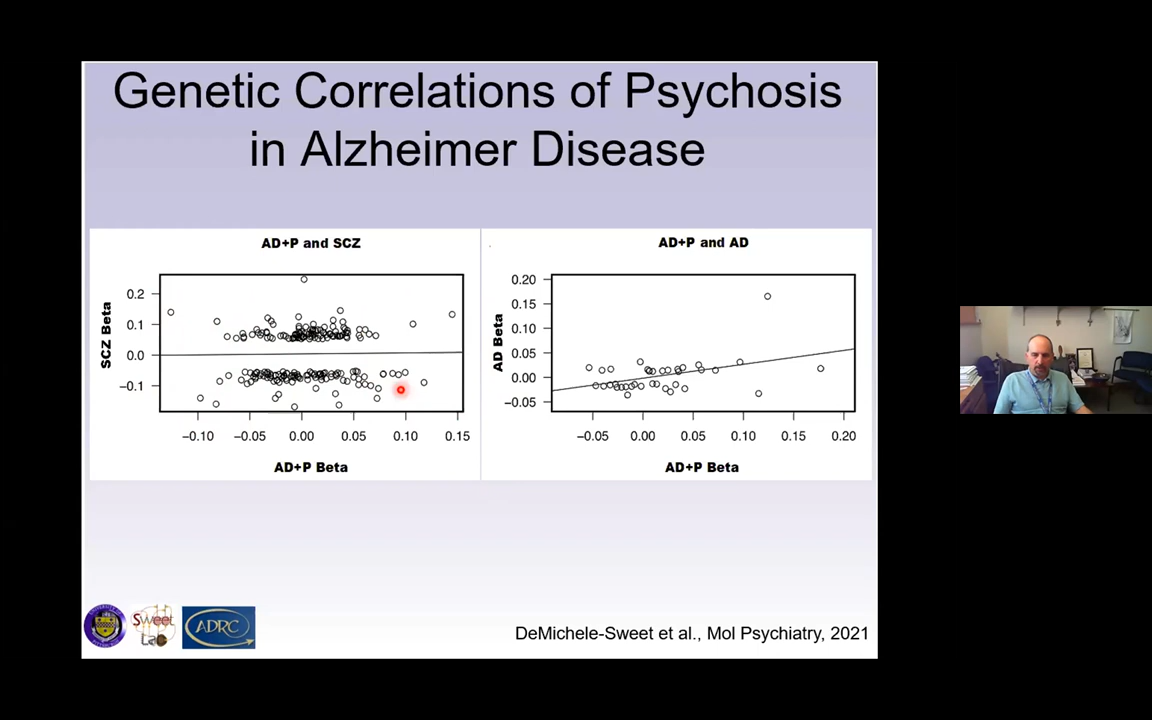 Genetic Correlations of Psychosis
in Alzheimer Disease
AD+P and SCZ
SCZ Beta
0.2
0.1
0.0
−0.1
−0.10
−0.05
0.00
0.05
0.10
0.15
AD+P Beta
AD+P and AD
AD Beta
0.20
0.15
0.10
0.05
0.00
−0.05
−0.05
0.00
0.05
0.10
0.15
0.20
AD+P Beta
Sweet
Lab
ADRC
DeMichele-Sweet et al., Mol Psychiatry, 2021